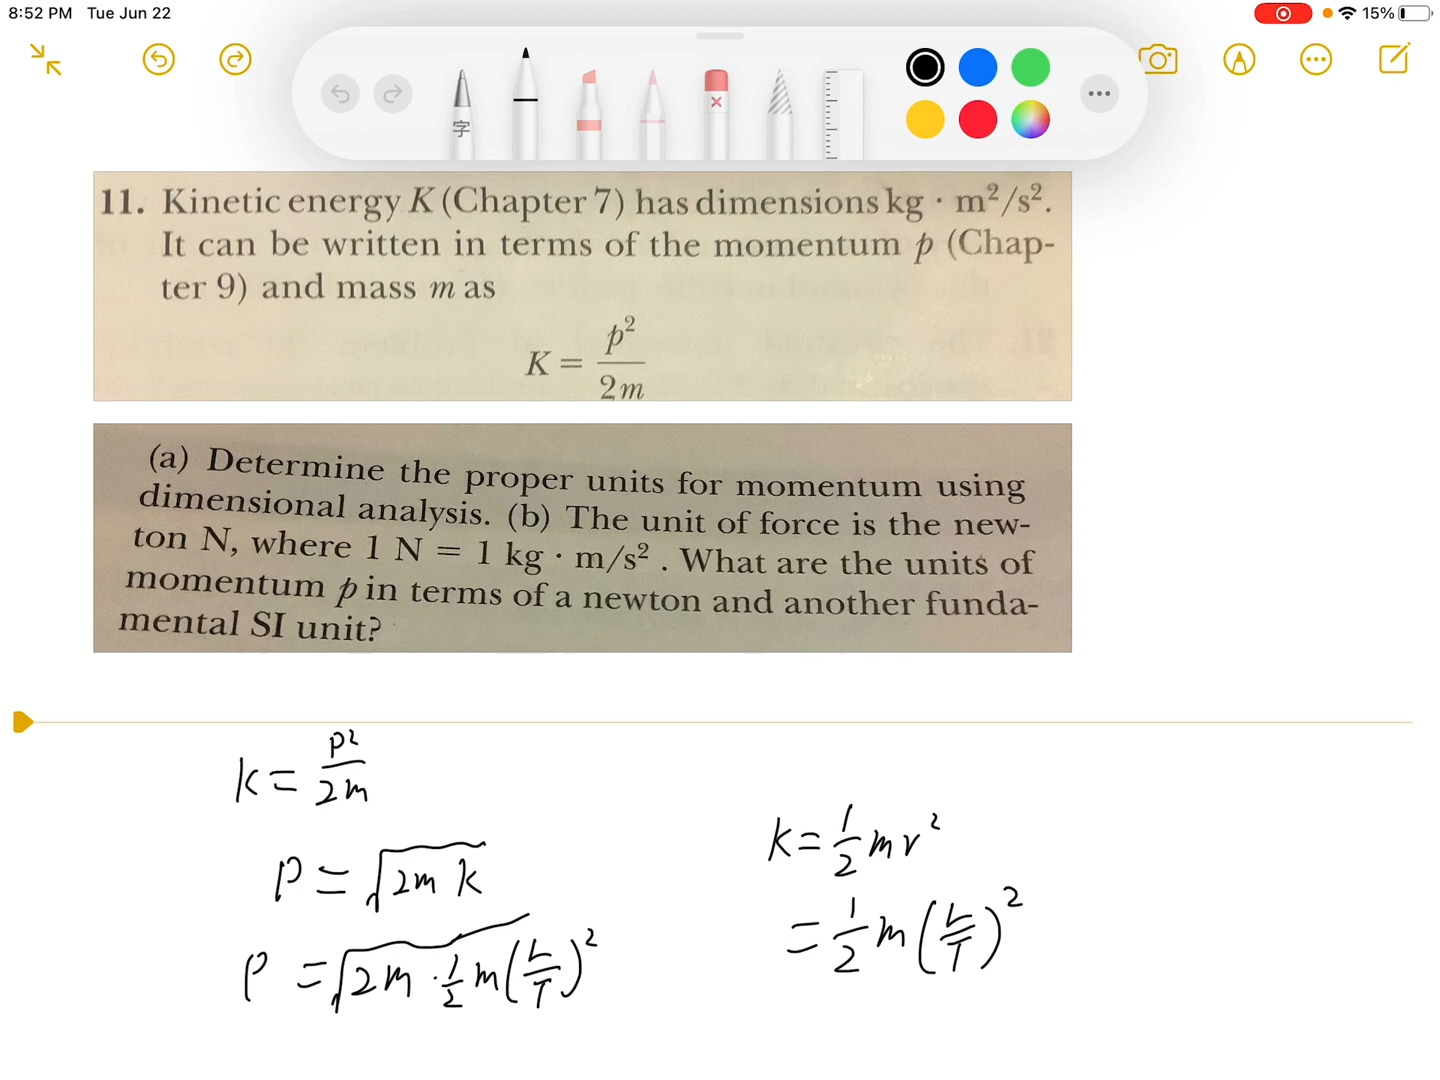 8:52 PM Tue Jun 22
15%
字
11. Kinetic energy K (Chapter 7) has dimensions kg · m²/s².
It can be written in terms of the momentum p (Chap-
ter 9) and mass m as
K = p²/2m
(a) Determine the proper units for momentum using
dimensional analysis. (b) The unit of force is the new-
ton N, where 1 N = 1 kg · m/s² . What are the units of
momentum p in terms of a newton and another funda-
mental SI unit?
k = p²/2m
p = √(2m k)
p = √(2m · 1/2 m (L/T)²)
k = 1/2 mv²
= 1/2 m (L/T)²